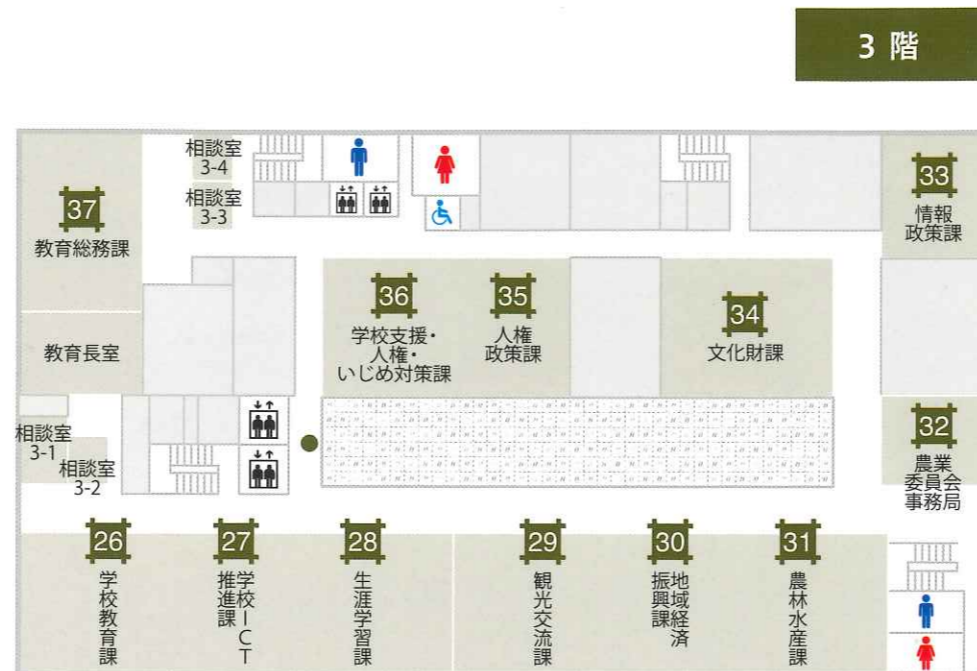 3 階
相談室
3-4
相談室
3-3
37
教育総務課
33
情報
政策課
36
学校支援・
人権・
いじめ対策課
35
人権
政策課
34
文化財課
教育長室
相談室
3-1
相談室
3-2
32
農業
委員会
事務局
26
学校教育課
27
学校ICT
推進課
28
生涯学習課
29
観光交流課
30
地域経済
振興課
31
農林水産課